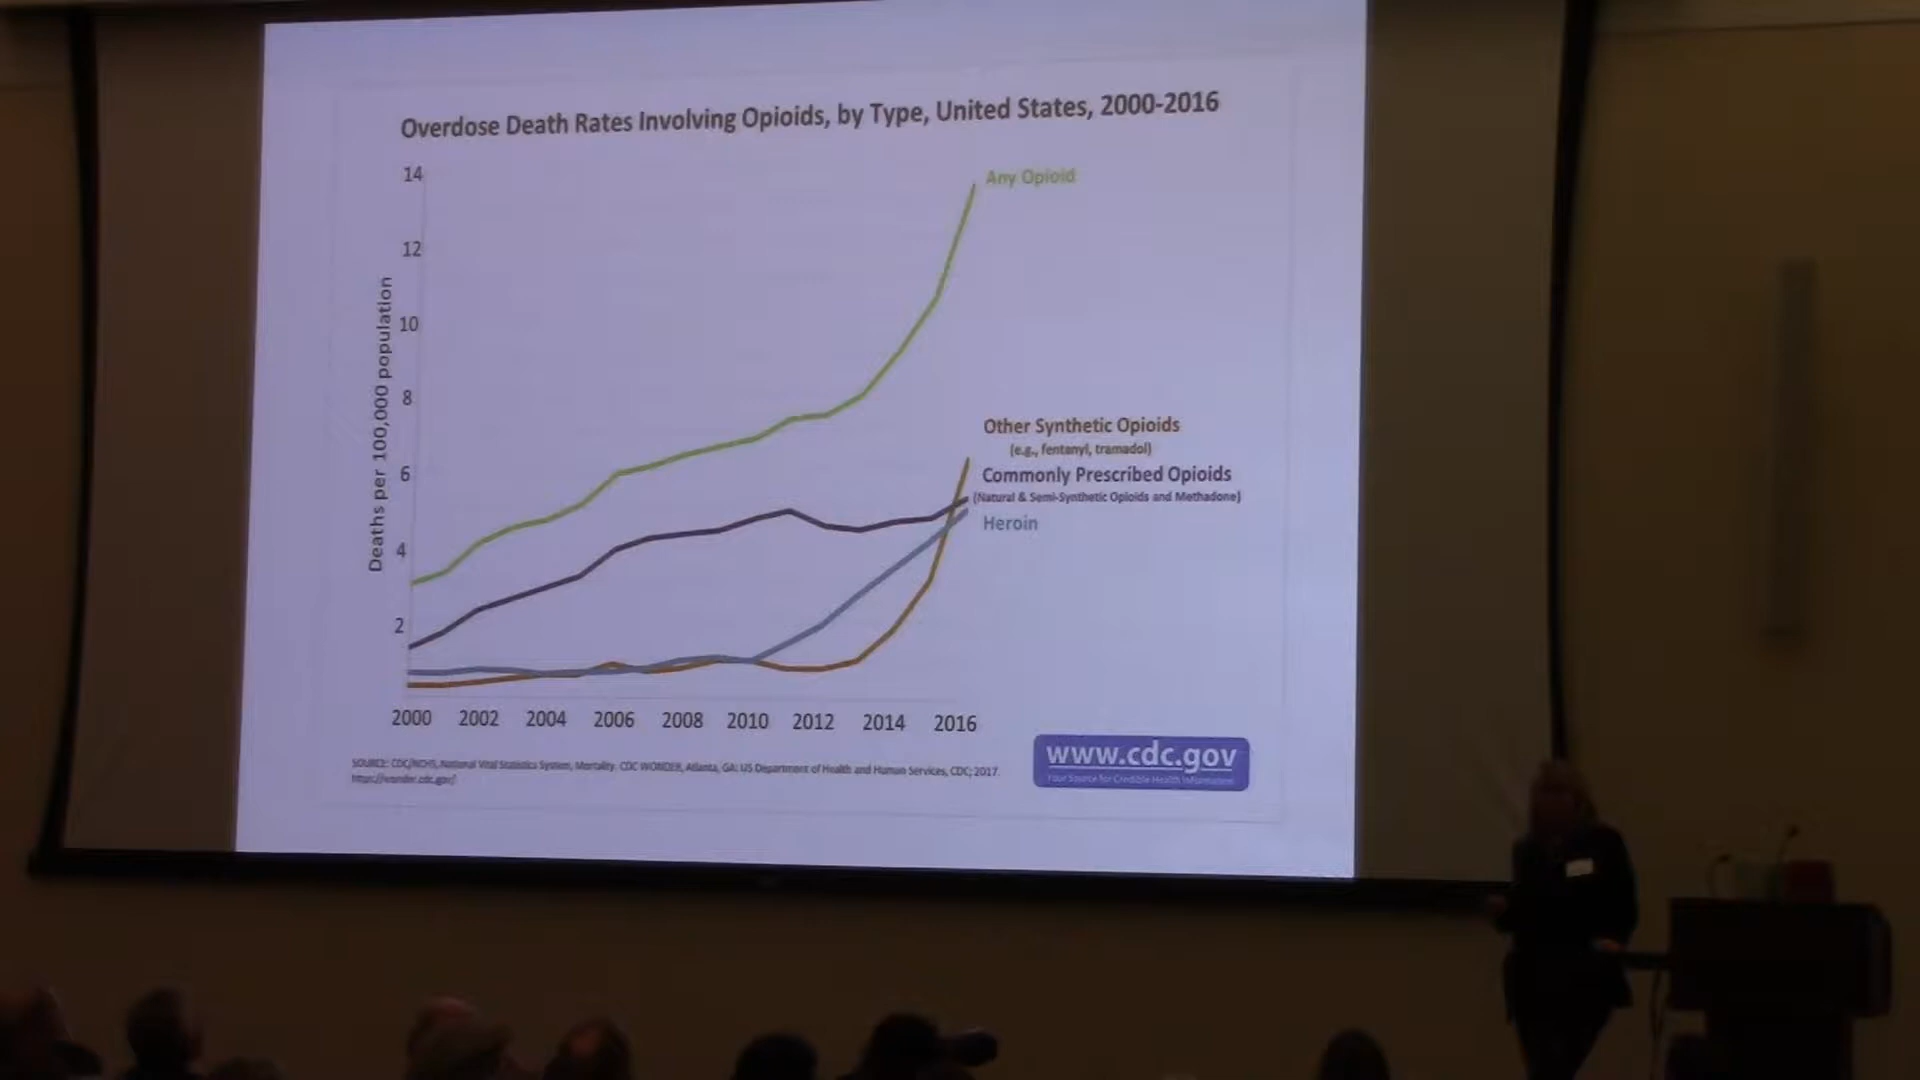 Overdose Death Rates Involving Opioids, by Type, United States, 2000-2016
14
12
10
8
6
4
2
Deaths per 100,000 population
Any Opioid
Other Synthetic Opioids
(e.g., fentanyl, tramadol)
Commonly Prescribed Opioids
(Natural & Semi-Synthetic Opioids and Methadone)
Heroin
2000 2002 2004 2006 2008 2010 2012 2014 2016
SOURCE: CDC/NCHS, National Vital Statistics System, Mortality. CDC WONDER, Atlanta, GA: US Department of Health and Human Services, CDC; 2017.
https://wonder.cdc.gov/
www.cdc.gov
Your Source for Credible Health Information